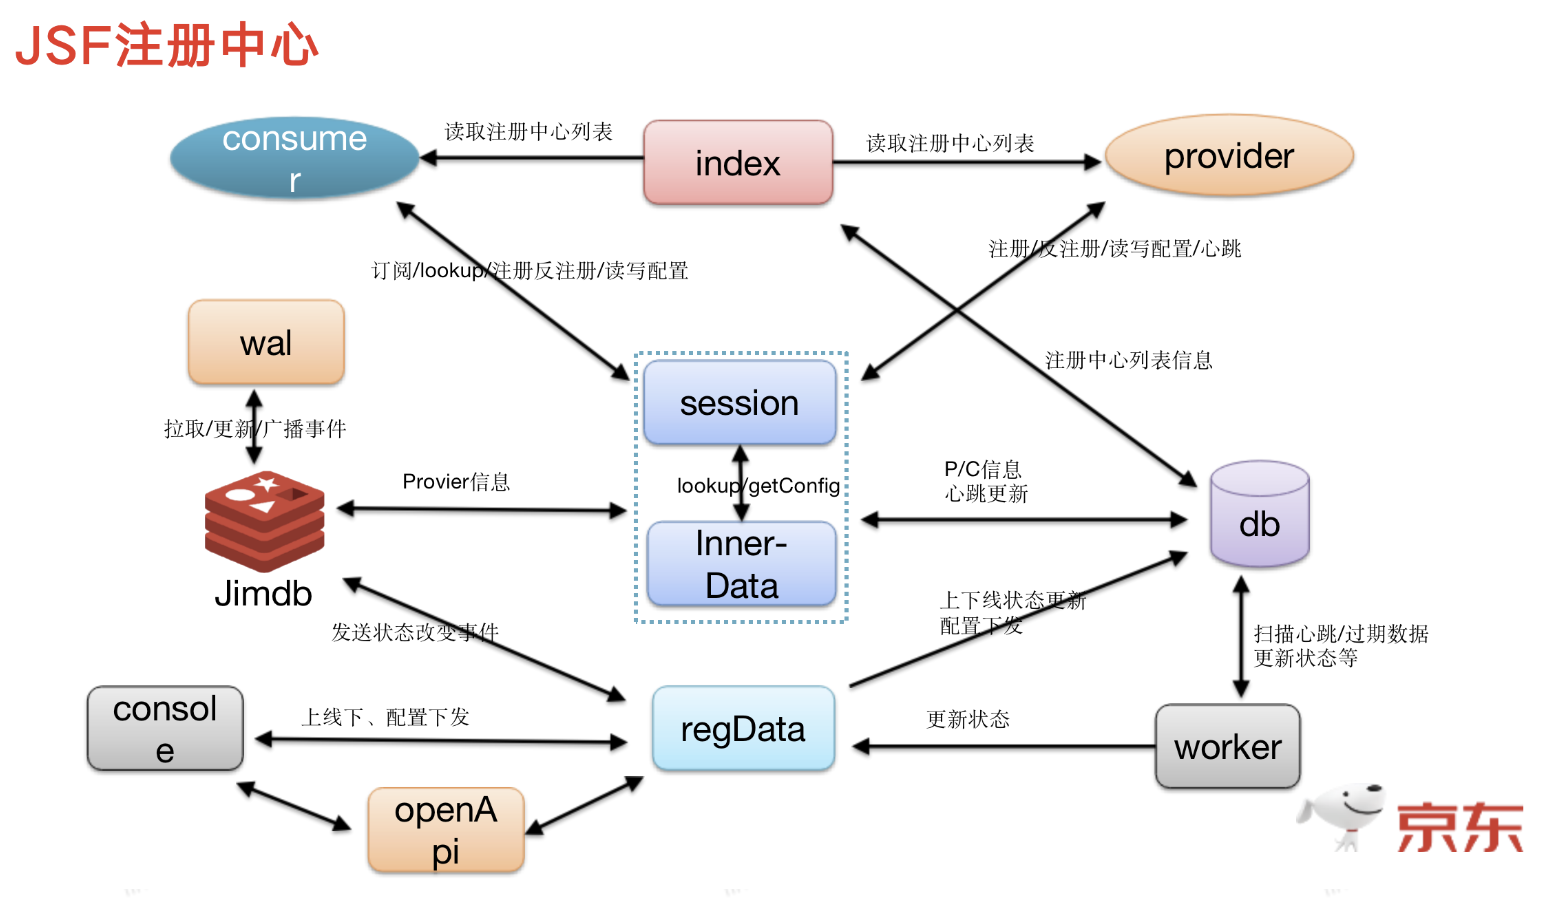 JSF注册中心
读取注册中心列表
读取注册中心列表
consume
r
index
provider
注册/反注册/读写配置/心跳
订阅/lookup/注册反注册/读写配置
wal
注册中心列表信息
session
拉取/更新/广播事件
Provier信息
lookup/getConfig
P/C信息
心跳更新
Inner-
Data
db
Jimdb
上下线状态更新
配置下发
发送状态改变事件
扫描心跳/过期数据
更新状态等
consol
e
上线下、配置下发
regData
更新状态
worker
openA
pi
京东